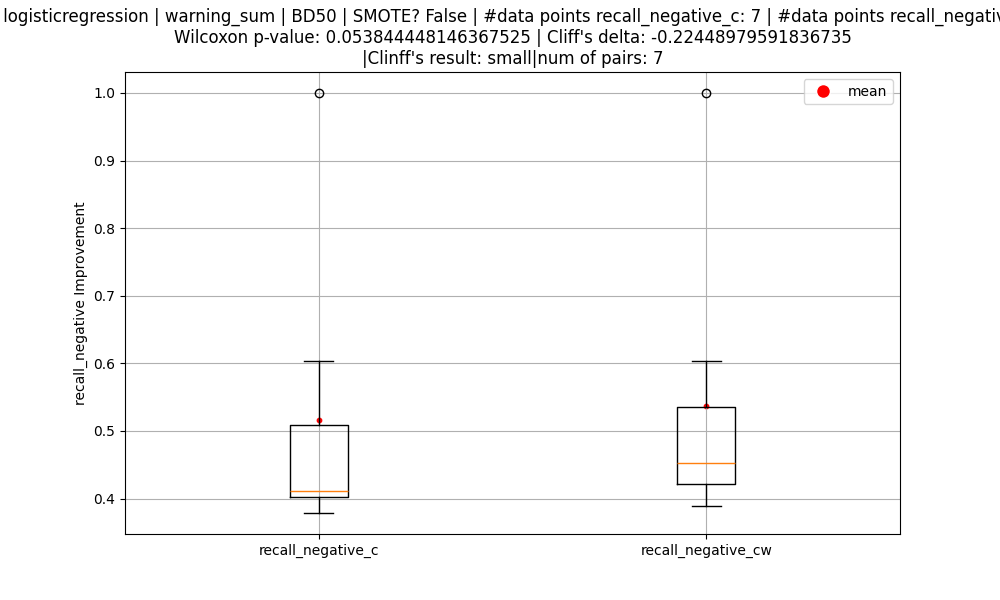 logisticregression | warning_sum | BD50 | SMOTE? False | #data points recall_negative_c: 7 | #data points
Wilcoxon p-value: 0.053844448146367525 | Cliff's delta: -0.22448979591836735
|Clinff's result: small|num of pairs: 7
mean
1.0
0.9
0.8
0.7
0.6
0.5
0.4
recall_negative Improvement
recall_negative_c
recall_negative_cw